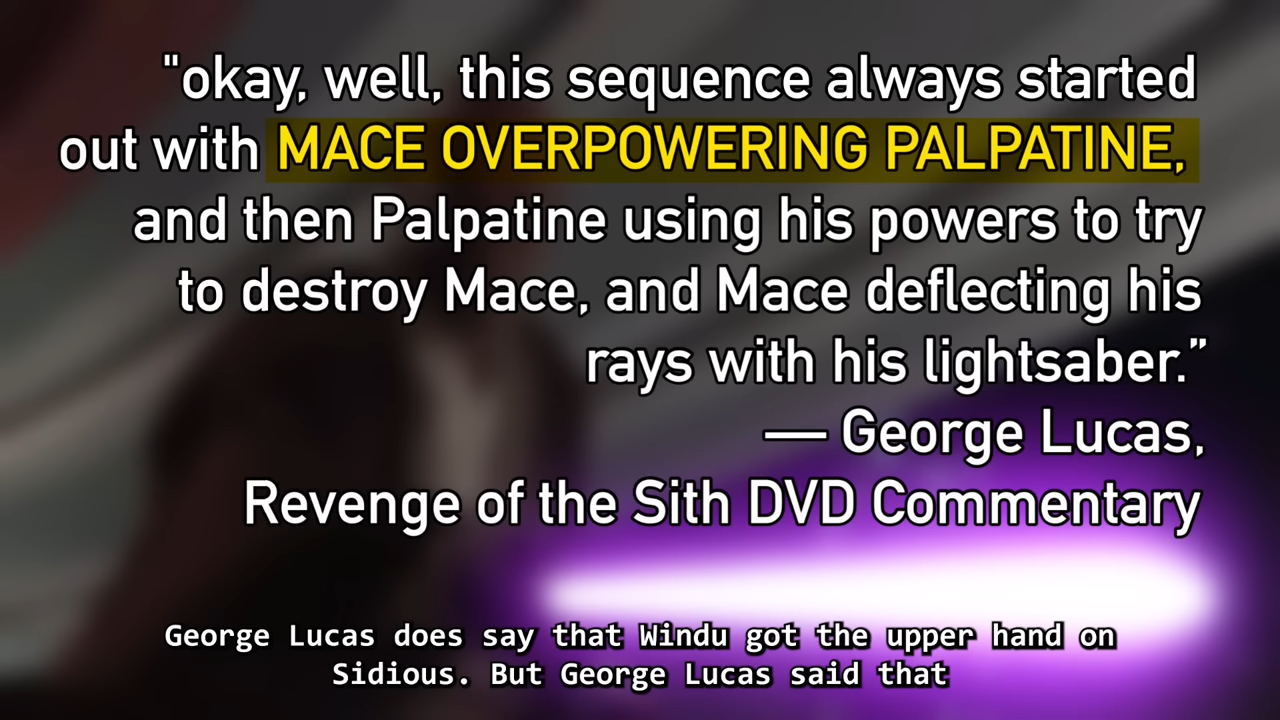 "okay, well, this sequence always started
out with MACE OVERPOWERING PALPATINE,
and then Palpatine using his powers to try
to destroy Mace, and Mace deflecting his
rays with his lightsaber.”
— George Lucas,
Revenge of the Sith DVD Commentary
George Lucas does say that Windu got the upper hand on
Sidious. But George Lucas said that